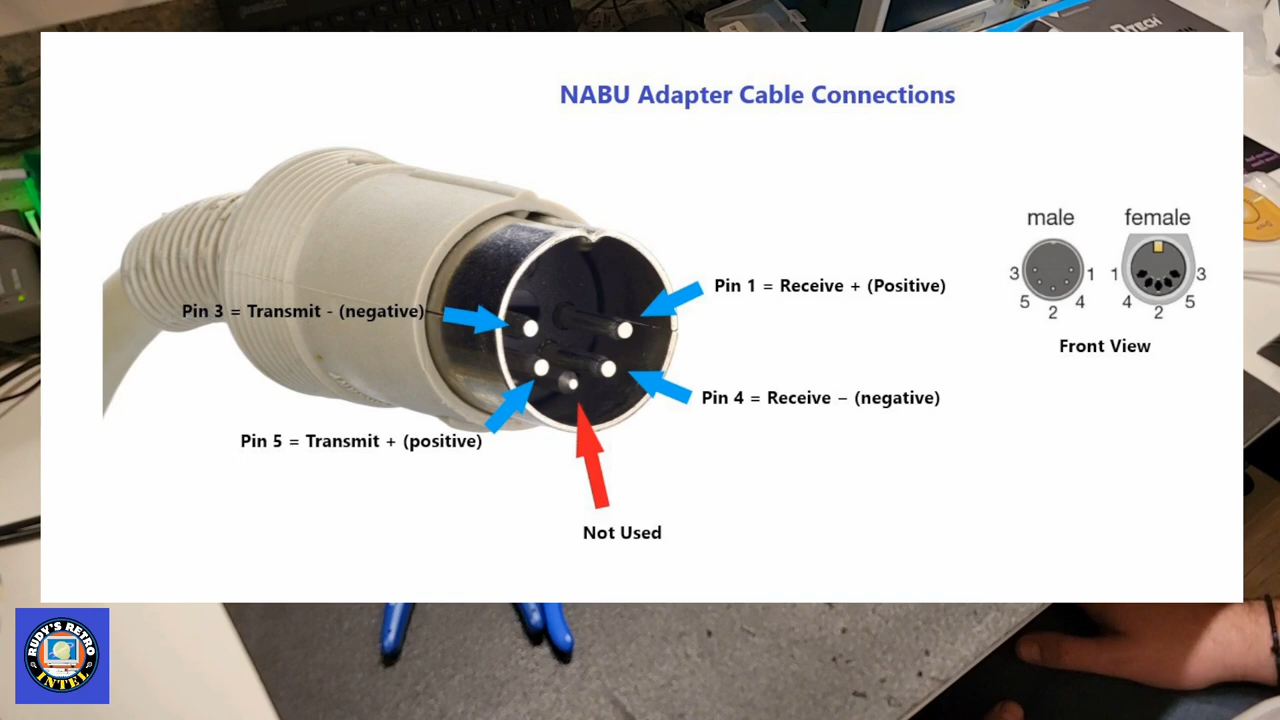 DTECH
NABU Adapter Cable Connections
male
female
3
1
5
4
2
1
3
4
5
2
Front View
Pin 1 = Receive + (Positive)
Pin 3 = Transmit - (negative)
Pin 4 = Receive – (negative)
Pin 5 = Transmit + (positive)
Not Used
RUDY'S RETRO
INTEL